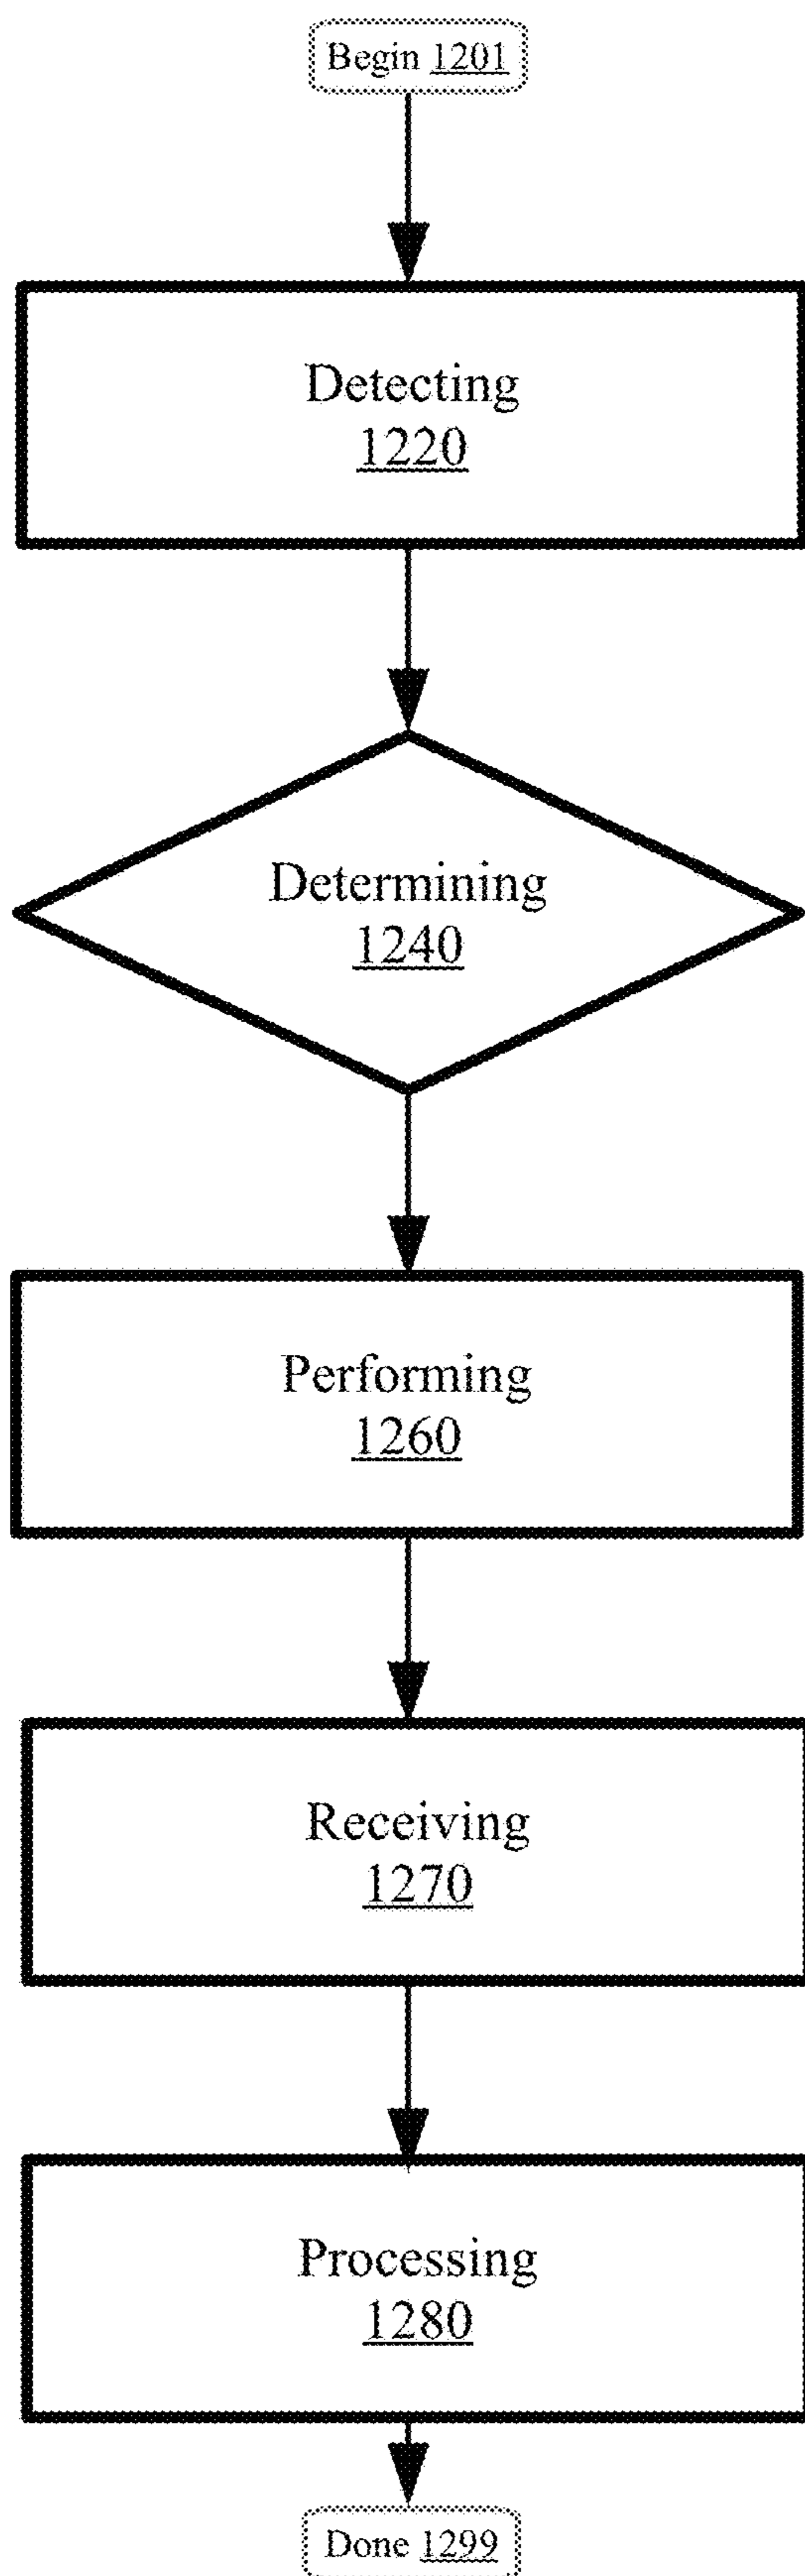 Begin 1201
Detecting
1220
Determining
1240
Performing
1260
Receiving
1270
Processing
1280
Done 1299